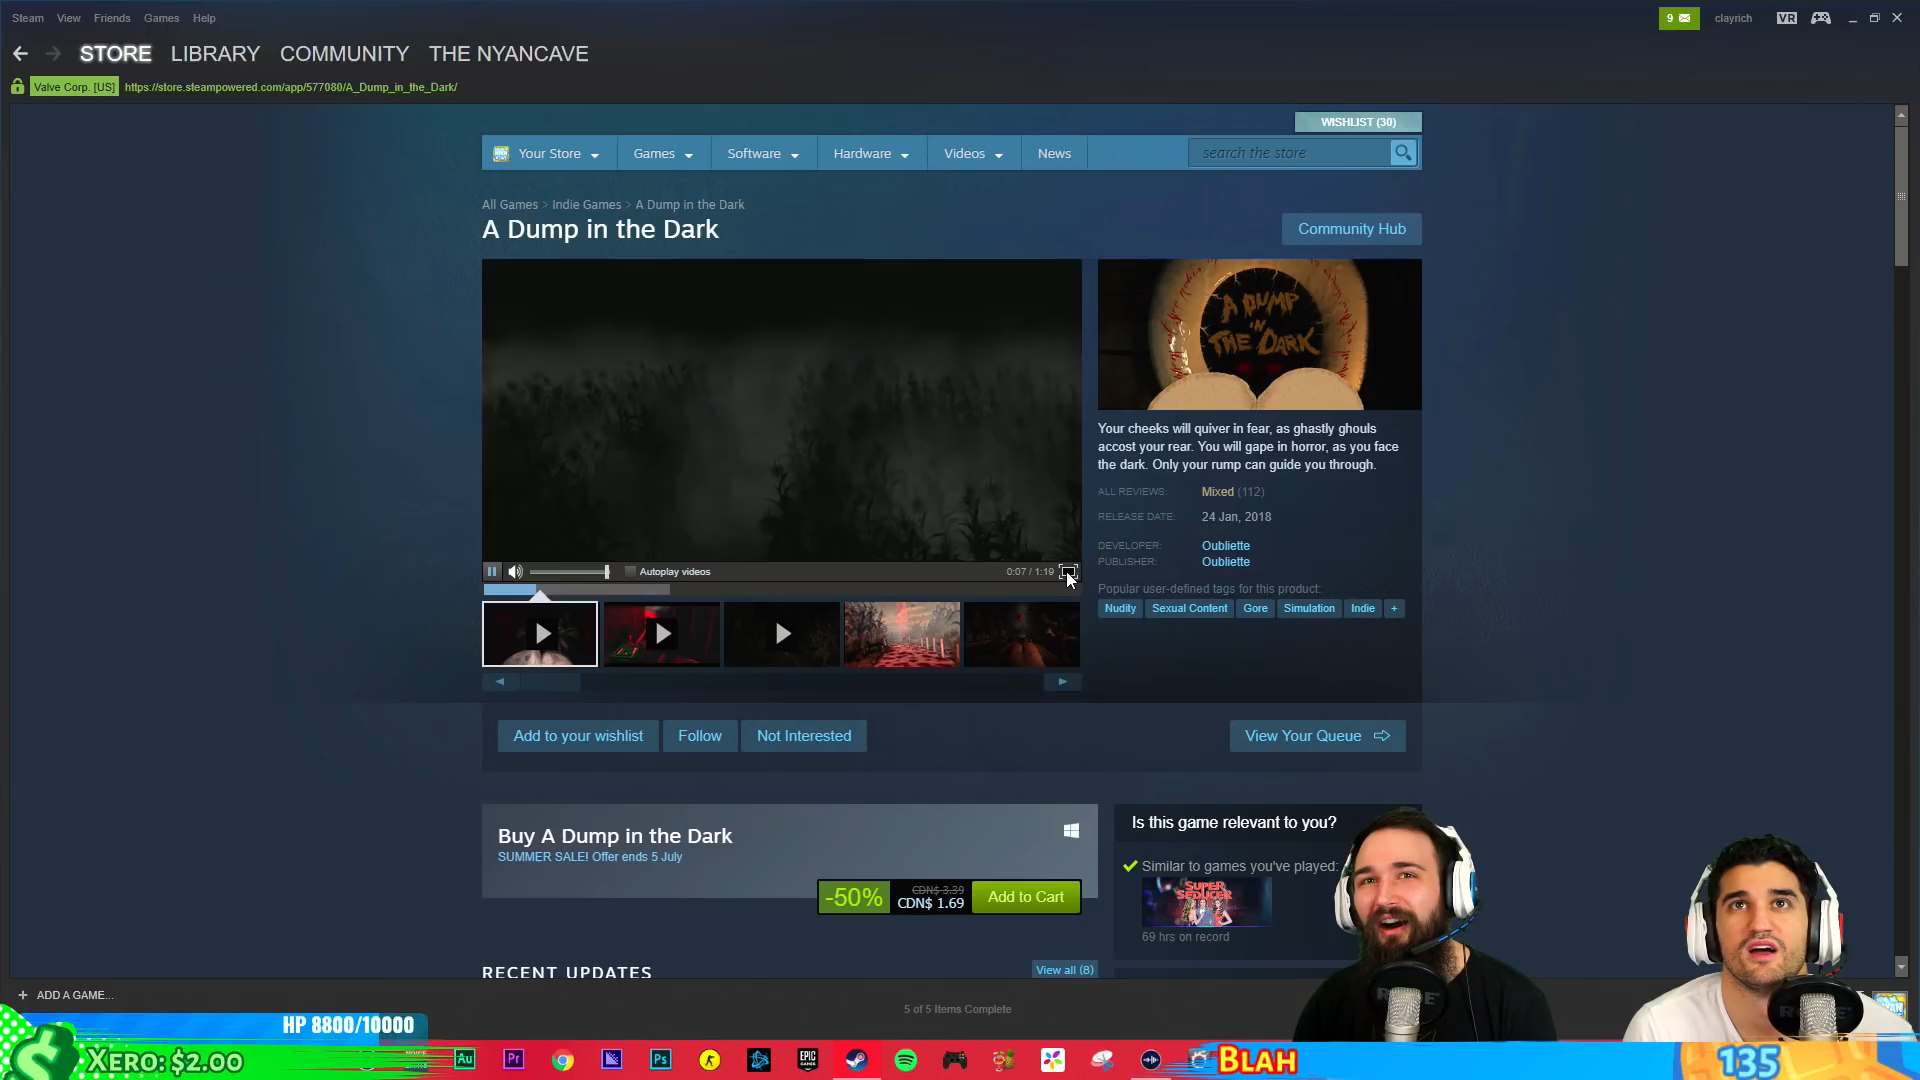 Steam View Friends Games Help
9
clayrich
VR
STORE LIBRARY COMMUNITY THE NYANCAVE
Valve Corp. [US] https://store.steampowered.com/app/577080/A_Dump_in_the_Dark/
WISHLIST (30)
Your Store Games Software Hardware Videos News
search the store
All Games > Indie Games > A Dump in the Dark
A Dump in the Dark
Community Hub
A DUMP
IN
THE DARK
Your cheeks will quiver in fear, as ghastly ghouls
accost your rear. You will gape in horror, as you face
the dark. Only your rump can guide you through.
ALL REVIEWS: Mixed (112)
RELEASE DATE: 24 Jan, 2018
DEVELOPER: Oubliette
PUBLISHER: Oubliette
Popular user-defined tags for this product:
Nudity Sexual Content Gore Simulation Indie +
Autoplay videos
0:07 / 1:19
Add to your wishlist Follow Not Interested
View Your Queue
Buy A Dump in the Dark
SUMMER SALE! Offer ends 5 July
-50%
CDN$ 3.39
CDN$ 1.69
Add to Cart
Is this game relevant to you?
Similar to games you've played:
SUPER
SEDUCER
69 hrs on record
RECENT UPDATES
View all (8)
+ ADD A GAME...
5 of 5 Items Complete
HP 8800/10000
XERO: $2.00
Au
Pr
Ps
EPIC
GAMES
BLAH
135